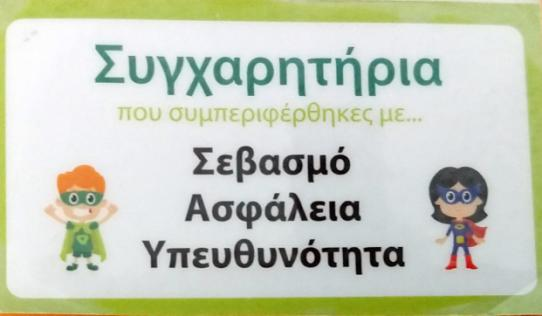 Συγχαρητήρια
που συμπεριφέρθηκες με...
Σεβασμό
Ασφάλεια
Υπευθυνότητα